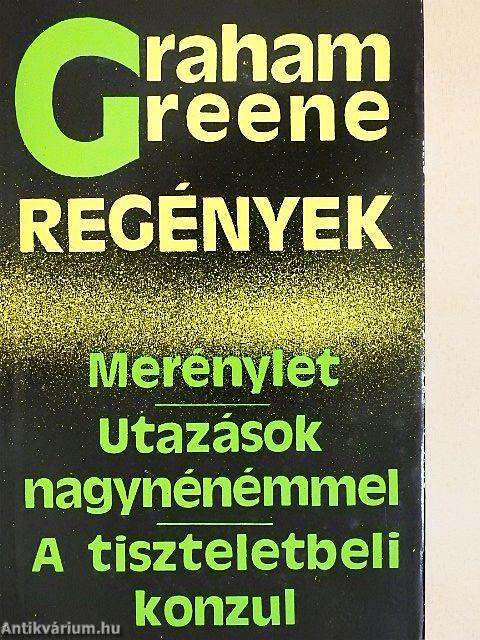 Graham
Greene
REGÉNYEK
Merénylet
Utazások
nagynénémmel
A tiszteletbeli
konzul
Antikvárium.hu